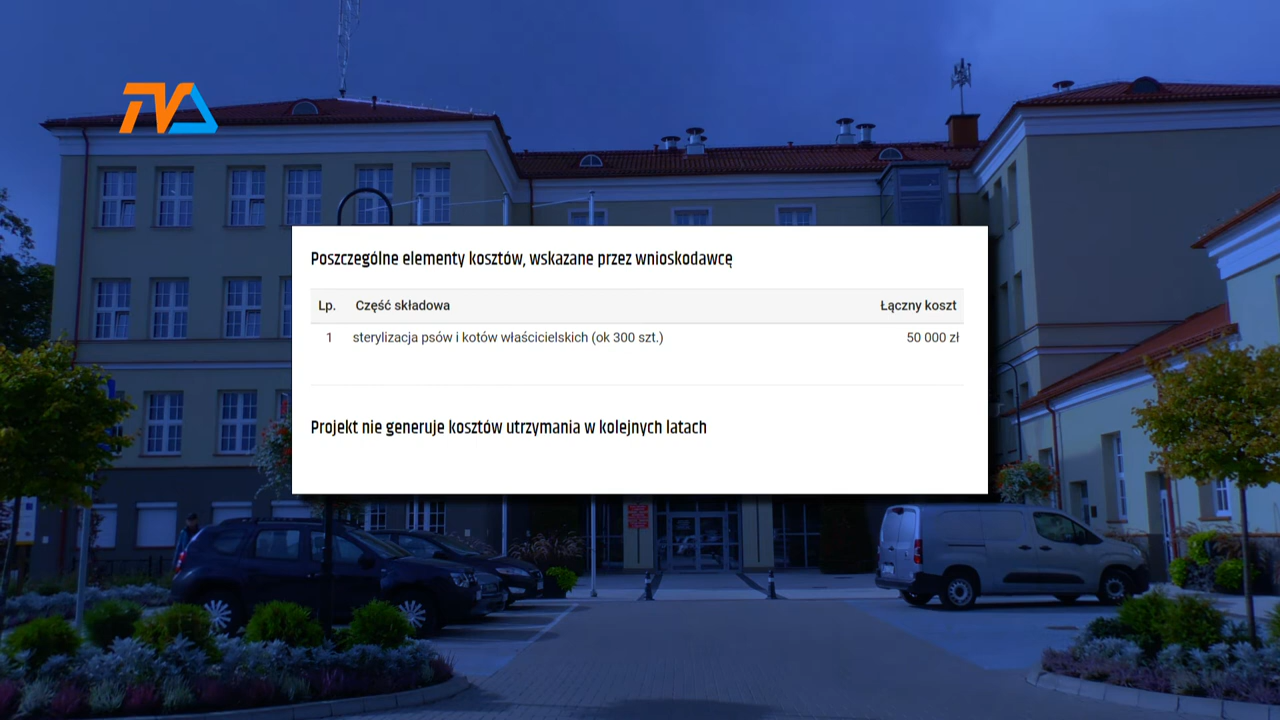 TVA
Poszczególne elementy kosztów, wskazane przez wnioskodawcę
Lp. Część składowa Łączny koszt
1 sterylizacja psów i kotów właścicielskich (ok 300 szt.) 50 000 zł
Projekt nie generuje kosztów utrzymania w kolejnych latach